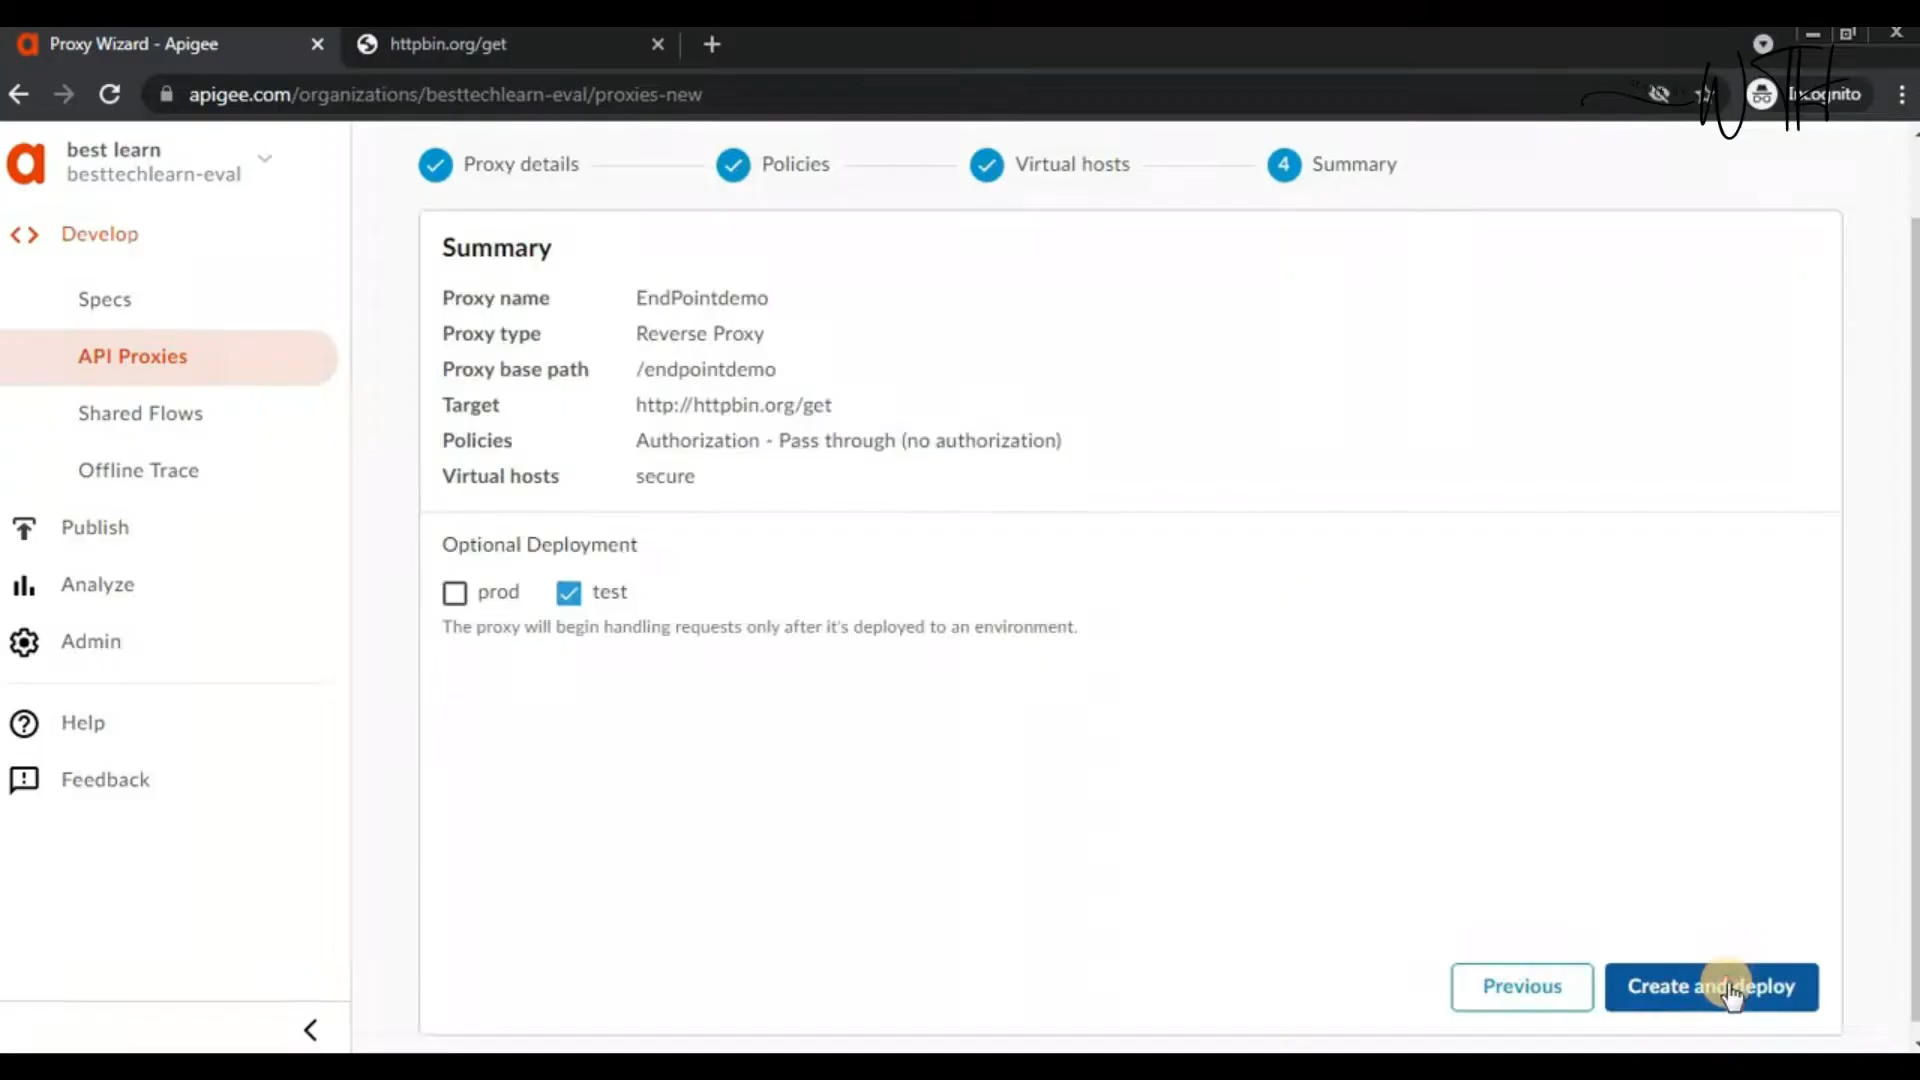 Proxy Wizard - Apigee
httpbin.org/get
apigee.com/organizations/besttechlearn-eval/proxies-new
Incognito
best learn
besttechlearn-eval
Develop
Specs
API Proxies
Shared Flows
Offline Trace
Publish
Analyze
Admin
Help
Feedback
Proxy details
Policies
Virtual hosts
4 Summary
Summary
Proxy name EndPointdemo
Proxy type Reverse Proxy
Proxy base path /endpointdemo
Target http://httpbin.org/get
Policies Authorization - Pass through (no authorization)
Virtual hosts secure
Optional Deployment
prod test
The proxy will begin handling requests only after it's deployed to an environment.
Previous
Create and deploy